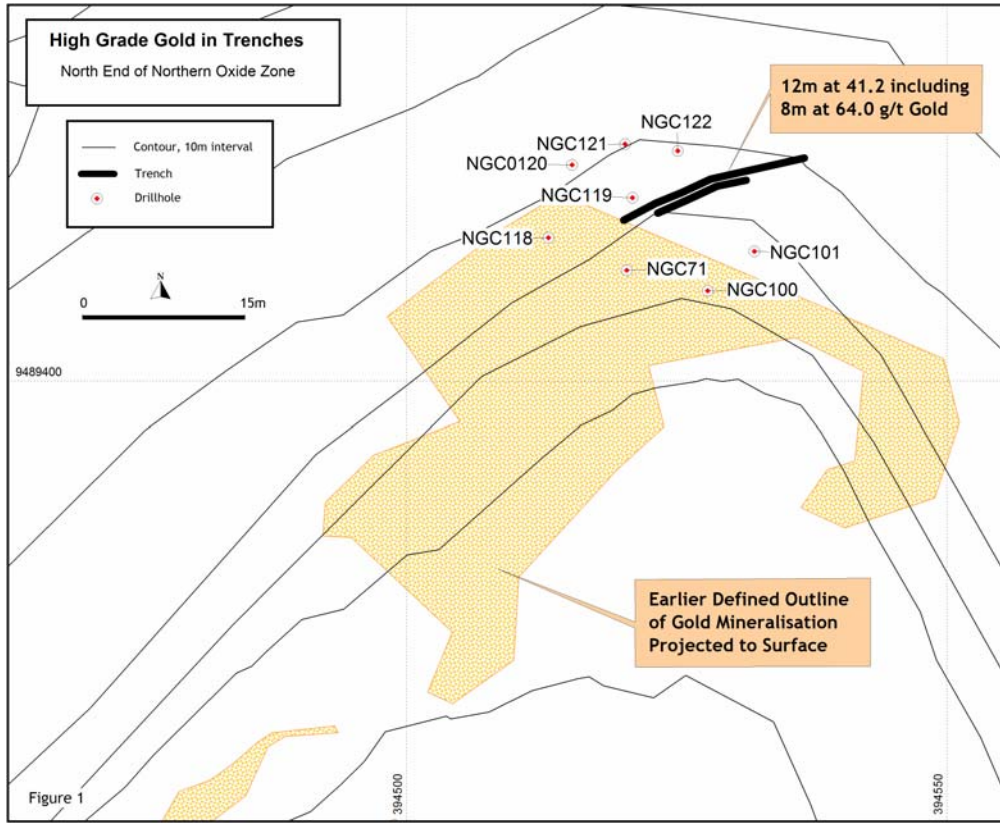 High Grade Gold in Trenches
North End of Northern Oxide Zone
Contour, 10m interval
Trench
Drillhole
N
0 15m
12m at 41.2 including
8m at 64.0 g/t Gold
NGC122
NGC121
NGC0120
NGC119
NGC118
NGC101
NGC71
NGC100
9489400
Earlier Defined Outline
of Gold Mineralisation
Projected to Surface
Figure 1
394500
394550